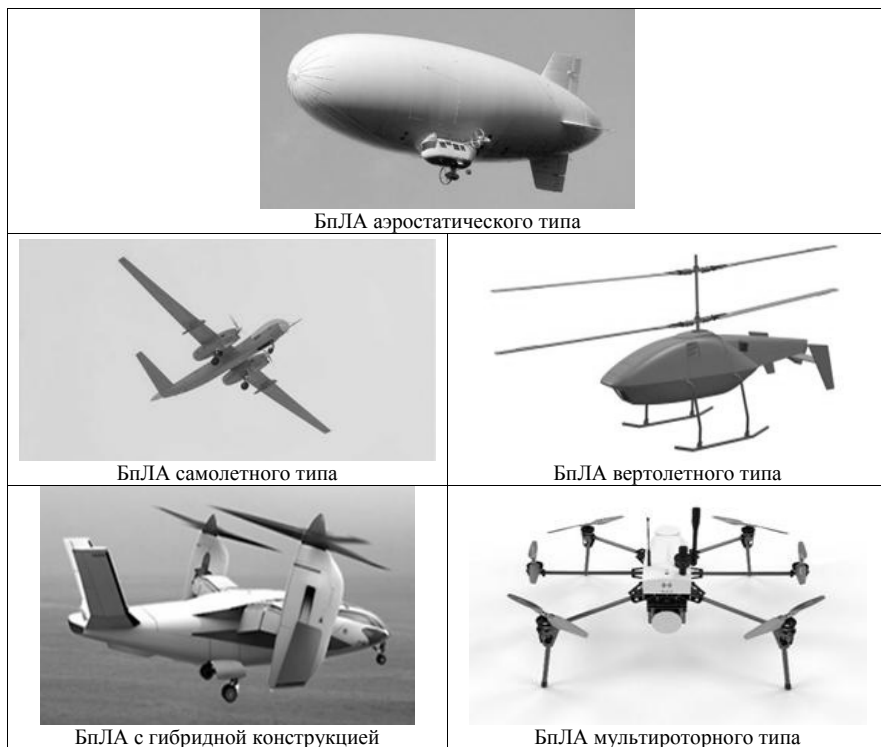 БпЛА аэростатического типа
БпЛА самолетного типа
БпЛА вертолетного типа
БпЛА с гибридной конструкцией
БпЛА мультироторного типа